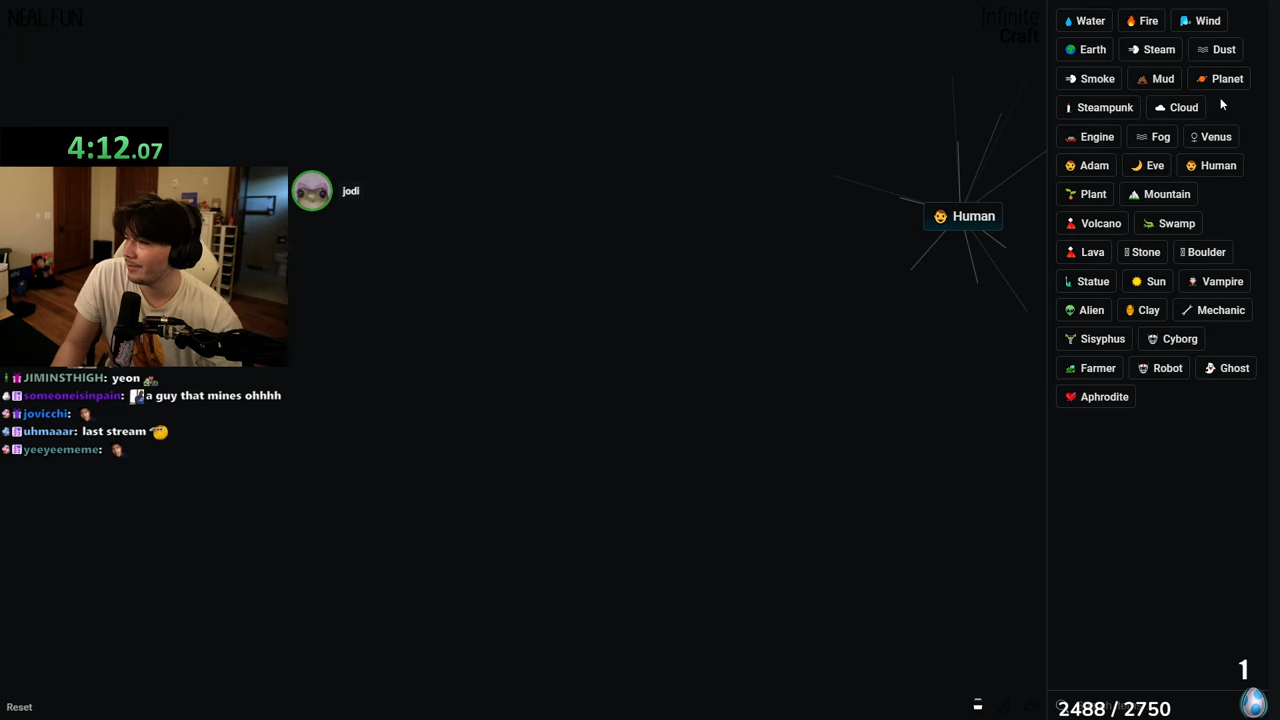 NEAL.FUN
Infinite
Craft
Water Fire Wind
Earth Steam Dust
Smoke Mud Planet
Steampunk Cloud
Engine Fog Venus
Adam Eve Human
Plant Mountain
Volcano Swamp
Lava Stone Boulder
Statue Sun Vampire
Alien Clay Mechanic
Sisyphus Cyborg
Farmer Robot Ghost
Aphrodite
4:12.07
jodi
Human
JIMINSTHIGH: yeon
someoneisinpain: a guy that mines ohhhh
jovicchi:
uhmaaar: last stream
yeeyeememe:
Reset
1
2488 / 2750